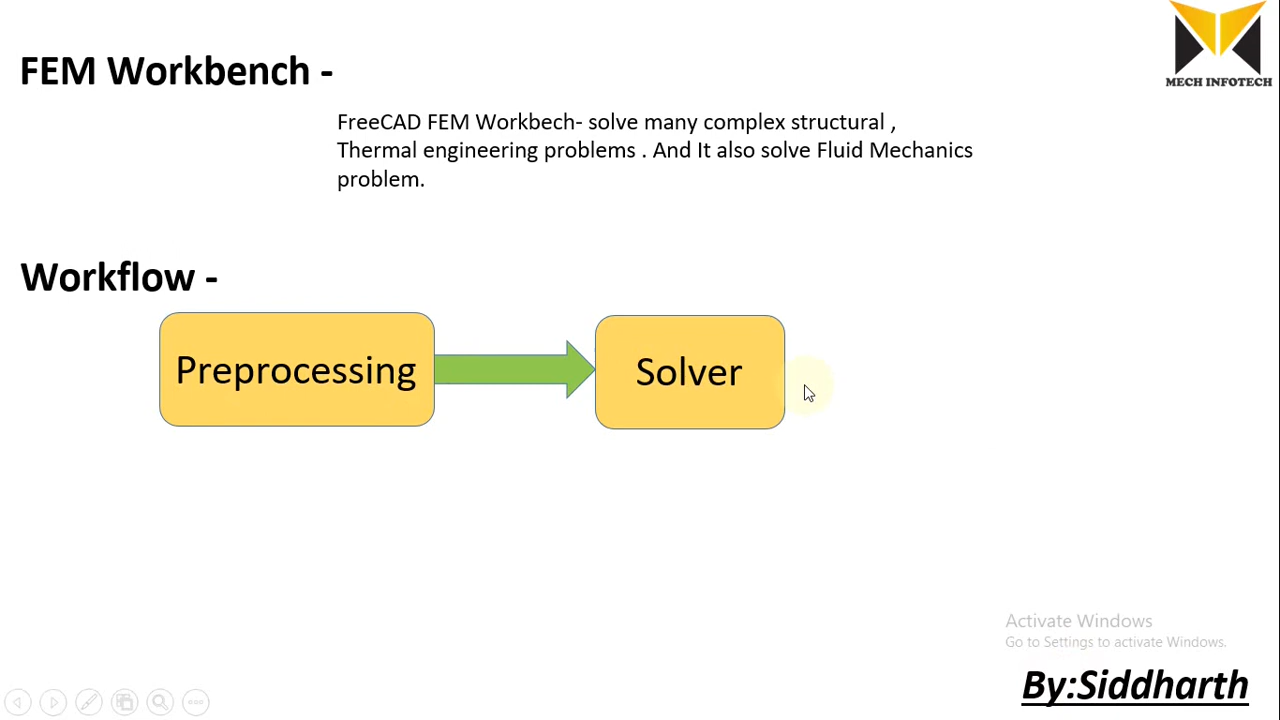 MECH INFOTECH
FEM Workbench -
FreeCAD FEM Workbech- solve many complex structural ,
Thermal engineering problems . And It also solve Fluid Mechanics
problem.
Workflow -
Preprocessing
Solver
Activate Windows
Go to Settings to activate Windows.
By:Siddharth